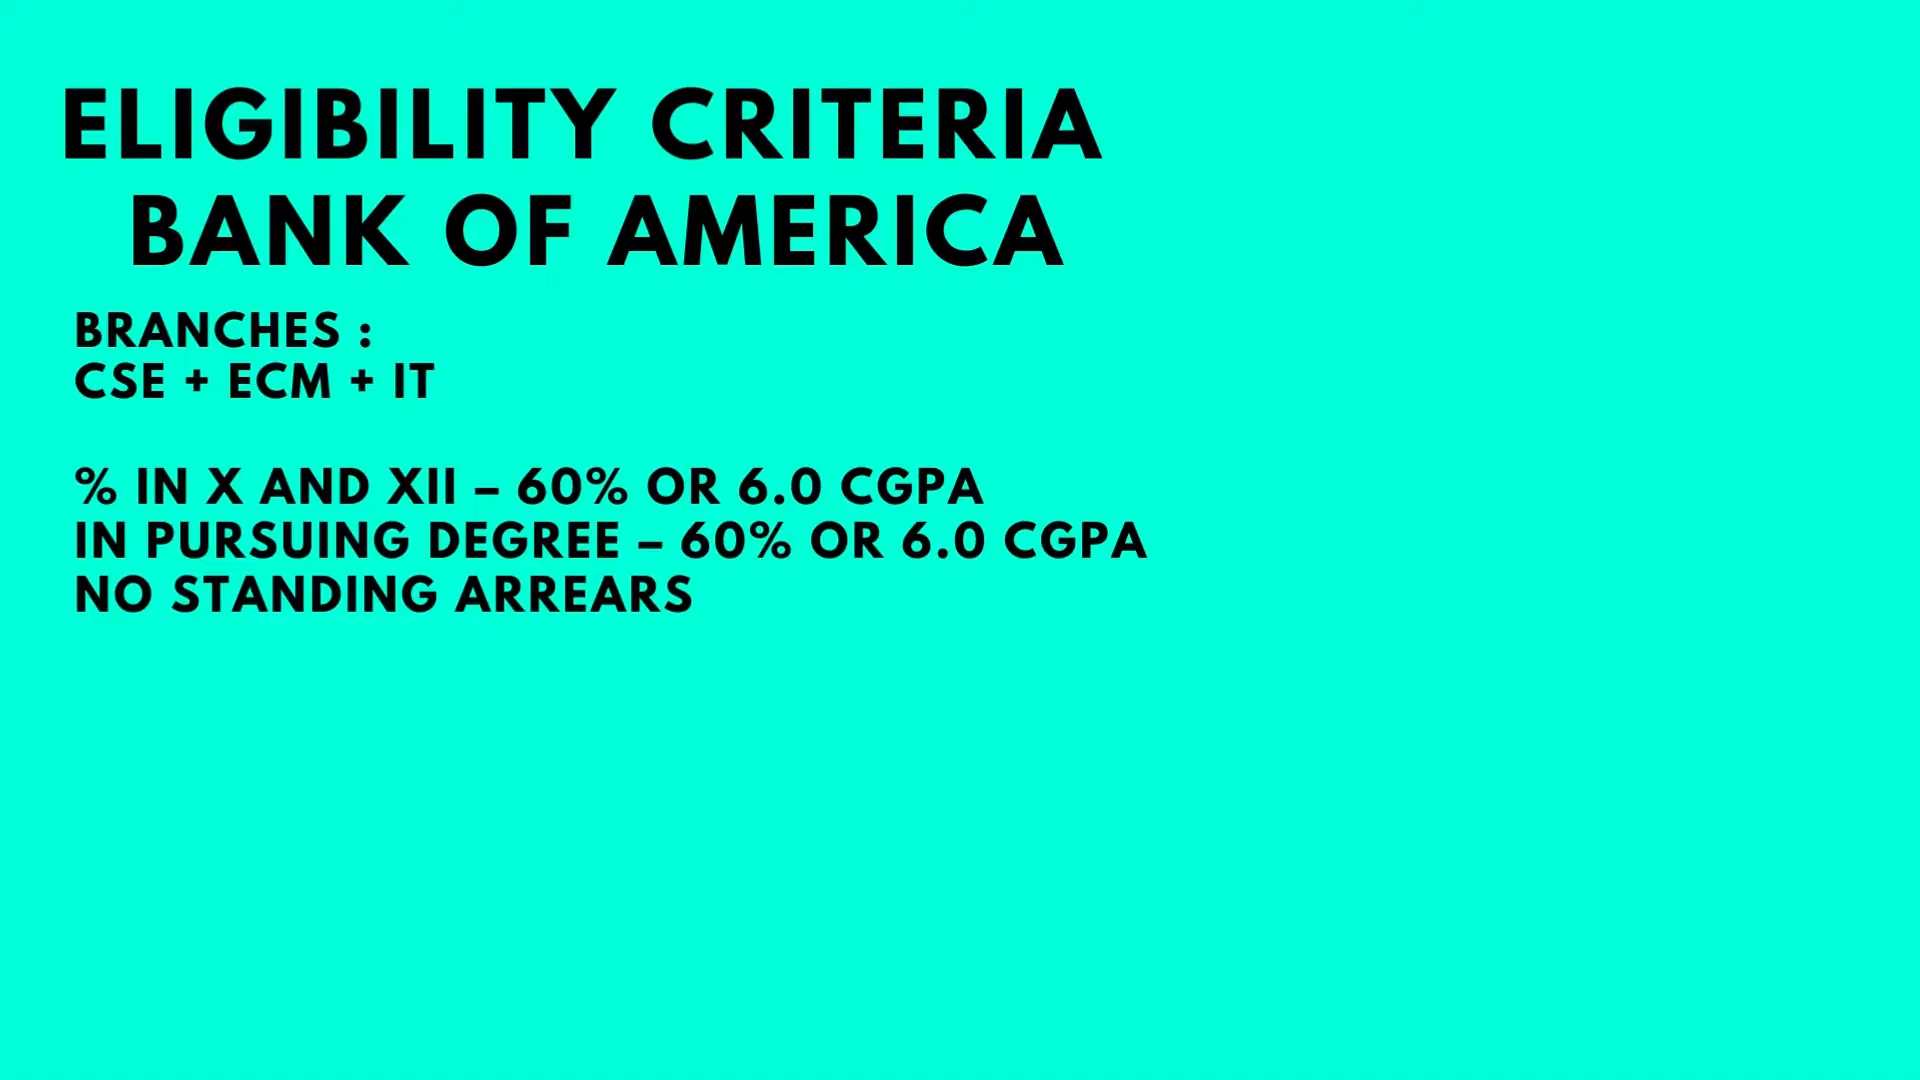 ELIGIBILITY CRITERIA
BANK OF AMERICA
BRANCHES :
CSE + ECM + IT
% IN X AND XII – 60% OR 6.0 CGPA
IN PURSUING DEGREE – 60% OR 6.0 CGPA
NO STANDING ARREARS